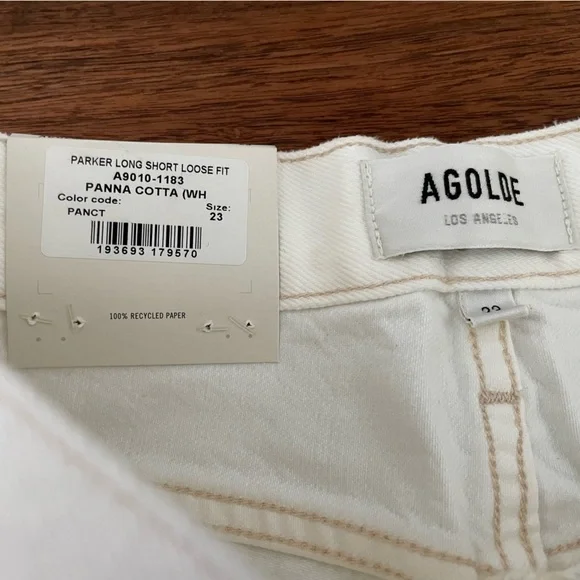 PARKER LONG SHORT LOOSE FIT
A9010-1183
PANNA COTTA (WH
Color code: Size:
PANCT 23
193693 179570
100% RECYCLED PAPER
AGOLDE
LOS ANGELES
23